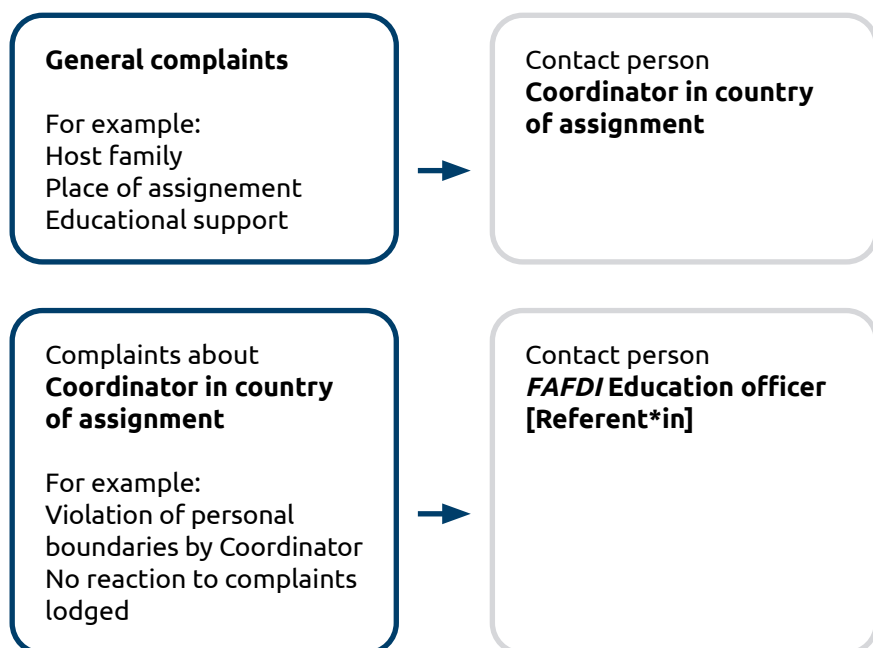 General complaints
For example:
Host family
Place of assignement
Educational support
Contact person
Coordinator in country
of assignment
Complaints about
Coordinator in country
of assignment
For example:
Violation of personal
boundaries by Coordinator
No reaction to complaints
lodged
Contact person
FAFDI Education officer
[Referent*in]